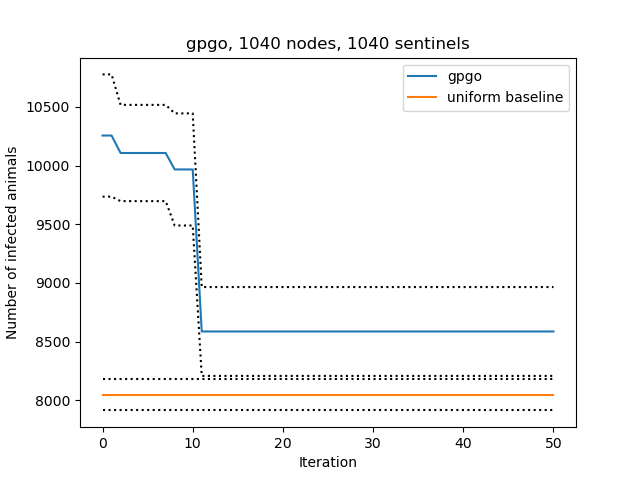 gpgo, 1040 nodes, 1040 sentinels
gpgo
uniform baseline
Number of infected animals
10500
10000
9500
9000
8500
8000
0 10 20 30 40 50
Iteration